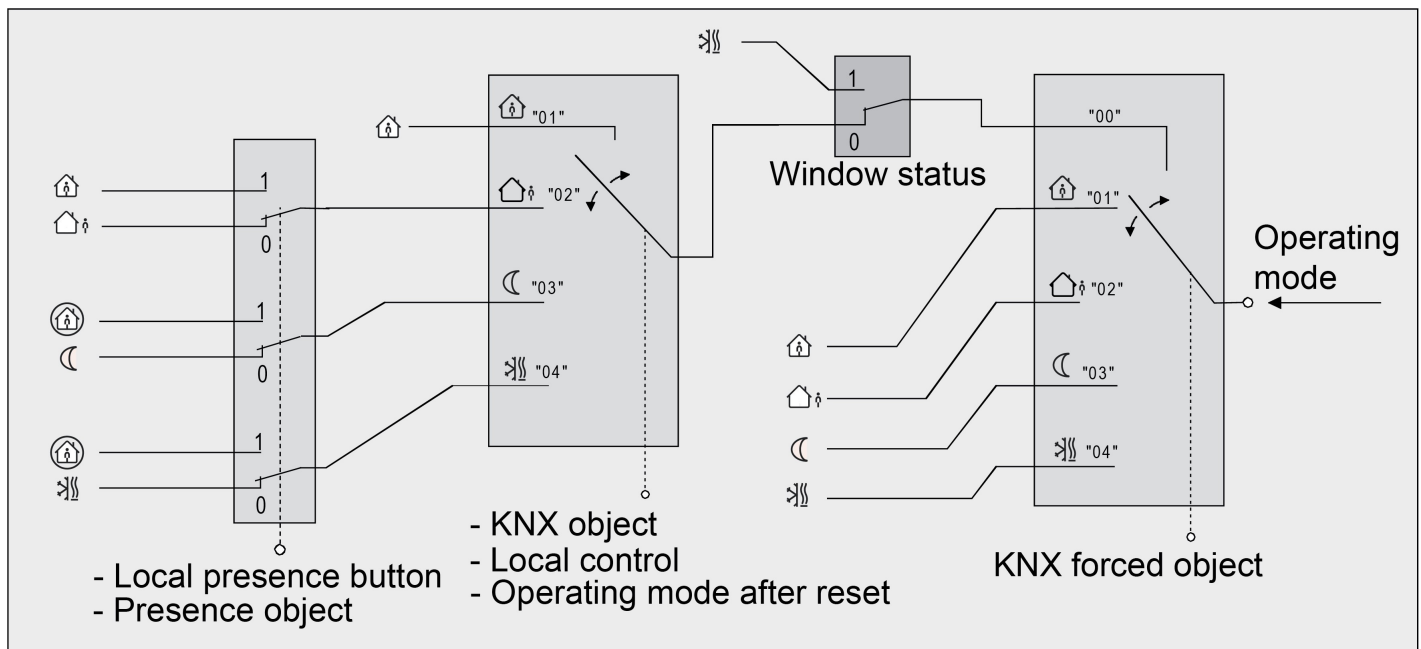 1
0
1
0
1
0
- Local presence button
- Presence object
"01"
"02"
"03"
"04"
- KNX object
- Local control
- Operating mode after reset
1
0
Window status
"00"
"01"
"02"
"03"
"04"
KNX forced object
Operating
mode